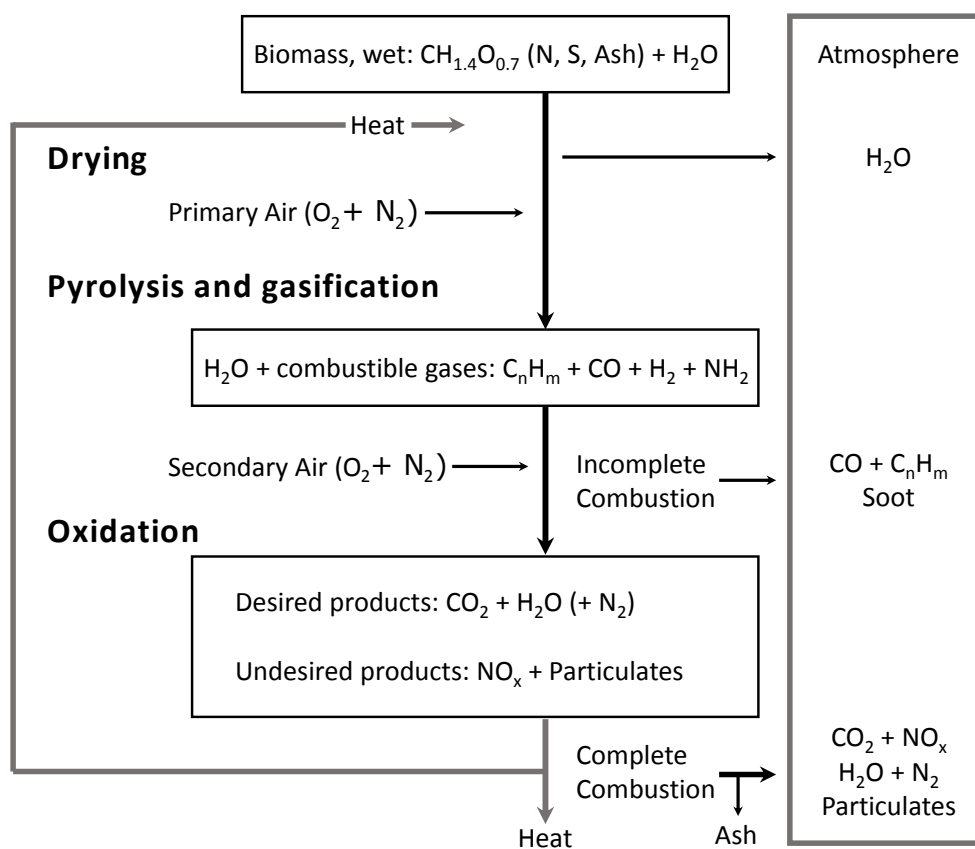 Biomass, wet: CH₁.₄O₀.₇ (N, S, Ash) + H₂O
Atmosphere
Heat
Drying
H₂O
Primary Air (O₂ + N₂)
Pyrolysis and gasification
H₂O + combustible gases: CₙHₘ + CO + H₂ + NH₂
Secondary Air (O₂ + N₂)
Incomplete
Combustion
CO + CₙHₘ
Soot
Oxidation
Desired products: CO₂ + H₂O (+ N₂)
Undesired products: NOₓ + Particulates
Complete
Combustion
CO₂ + NOₓ
H₂O + N₂
Particulates
Heat
Ash